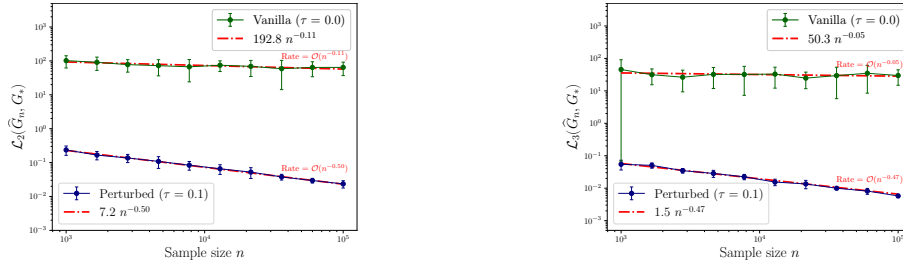 Vanilla (τ = 0.0)
192.8 n^{-0.11}
Rate = O(n^{-0.11})
Rate = O(n^{-0.50})
Perturbed (τ = 0.1)
7.2 n^{-0.50}
10^3
10^2
10^1
10^0
10^{-1}
10^{-2}
10^{-3}
10^3
10^4
10^5
Sample size n
L_2(Ĝ_n, G_*)
Vanilla (τ = 0.0)
50.3 n^{-0.05}
Rate = O(n^{-0.05})
Rate = O(n^{-0.47})
Perturbed (τ = 0.1)
1.5 n^{-0.47}
10^3
10^2
10^1
10^0
10^{-1}
10^{-2}
10^{-3}
10^3
10^4
10^5
Sample size n
L_3(Ĝ_n, G_*)